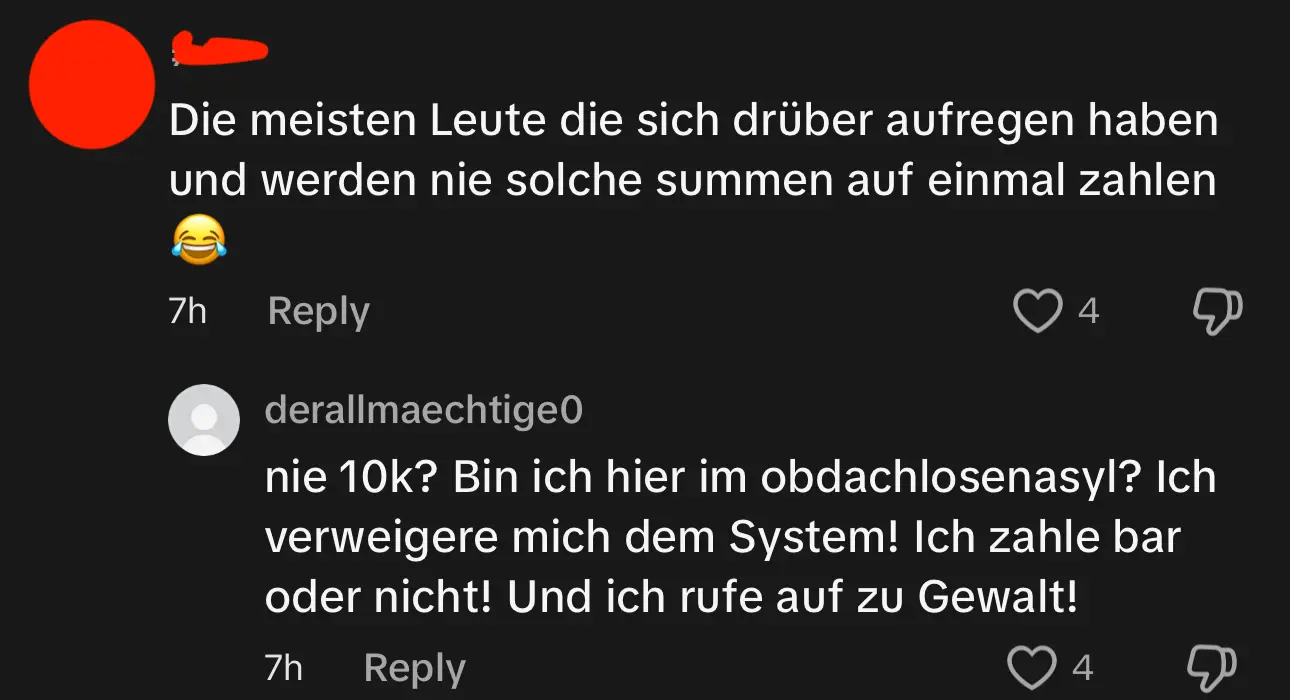 Die meisten Leute die sich drüber aufregen haben
und werden nie solche summen auf einmal zahlen
😂
7h Reply 4
derallmaechtige0
nie 10k? Bin ich hier im obdachlosenasyl? Ich
verweigere mich dem System! Ich zahle bar
oder nicht! Und ich rufe auf zu Gewalt!
7h Reply 4